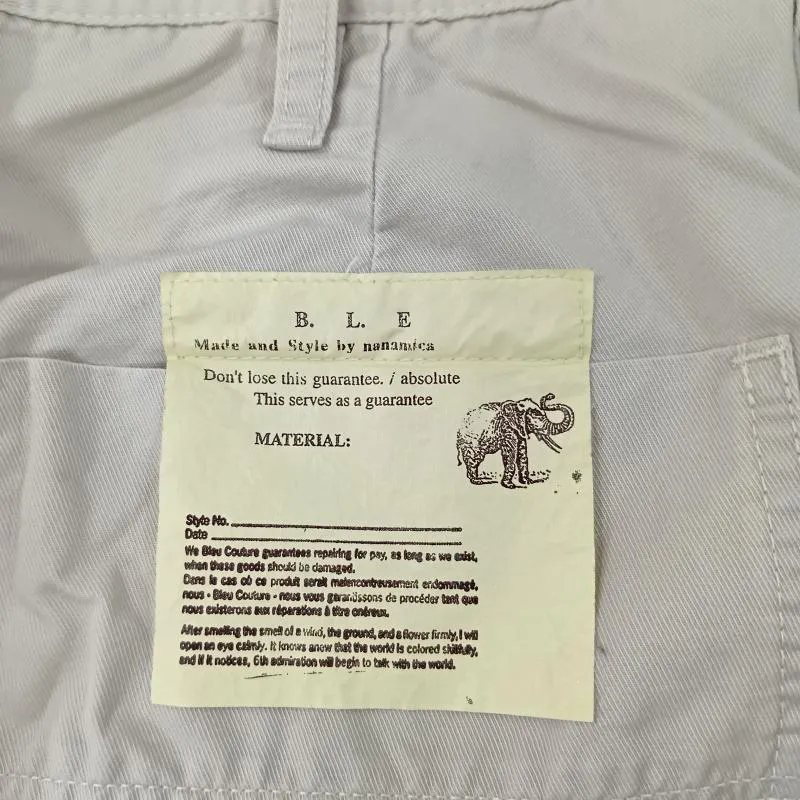 B. L. E
Made and Style by nanamica
Don't lose this guarantee. / absolute
This serves as a guarantee
MATERIAL:
Style No.
Date
We Bleu Couture guarantees repairing for pay, as long as we exist,
when these goods should be damaged.
Dans le cas où ce produit serait malencontreusement endommagé,
nous - Bleu Couture - nous vous garantissons de procéder tant que
nous existerons aux réparations à titre onéreux.
After smelling the smell of a wind, the ground, and a flower firmly, I will
open an eye calmly. It knows anew that the world is colored skillfully,
and if it notices, 6th admiration will begin to talk with the world.